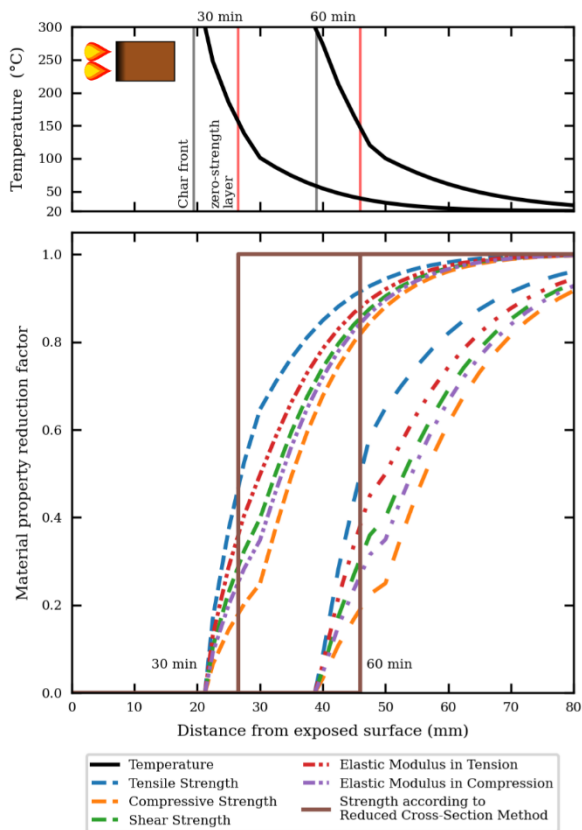 30 min
60 min
Temperature (°C)
300
250
200
150
100
50
20
Char front
zero-strength
layer
Material property reduction factor
1.0
0.8
0.6
0.4
0.2
0.0
30 min
60 min
0
10
20
30
40
50
60
70
80
Distance from exposed surface (mm)
Temperature
Tensile Strength
Compressive Strength
Shear Strength
Elastic Modulus in Tension
Elastic Modulus in Compression
Strength according to
Reduced Cross-Section Method